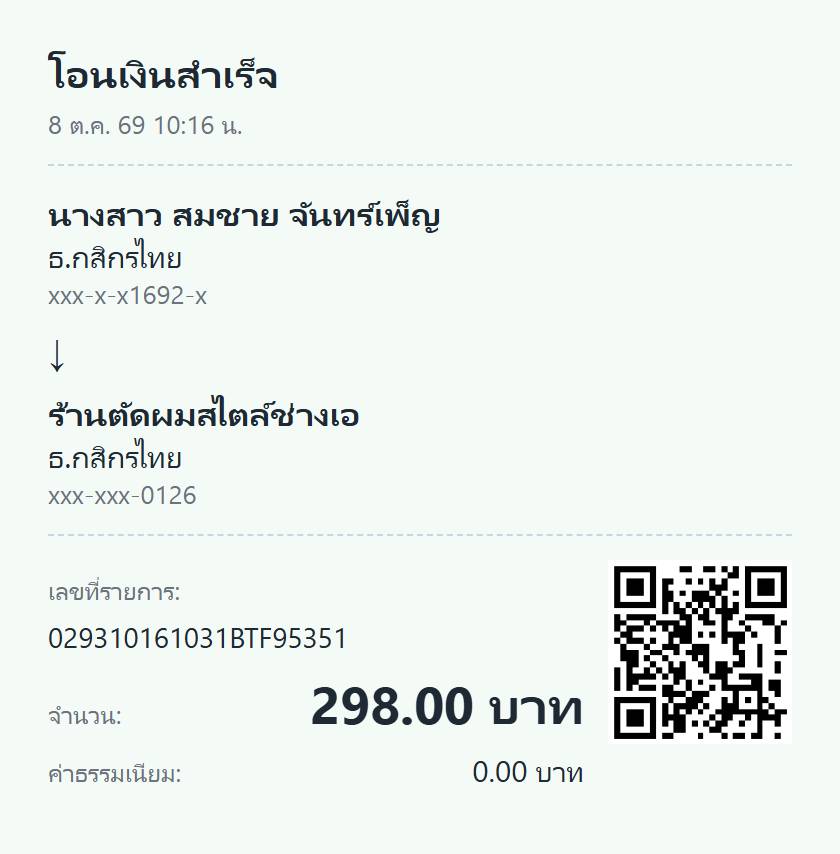 โอนเงินสำเร็จ
8 ต.ค. 69 10:16 น.
นางสาว สมชาย จันทร์เพ็ญ
ธ.กสิกรไทย
xxx-x-x1692-x
↓
ร้านตัดผมสไตล์ช่างเอ
ธ.กสิกรไทย
xxx-xxx-0126
เลขที่รายการ:
029310161031BTF95351
จำนวน: 298.00 บาท
ค่าธรรมเนียม: 0.00 บาท